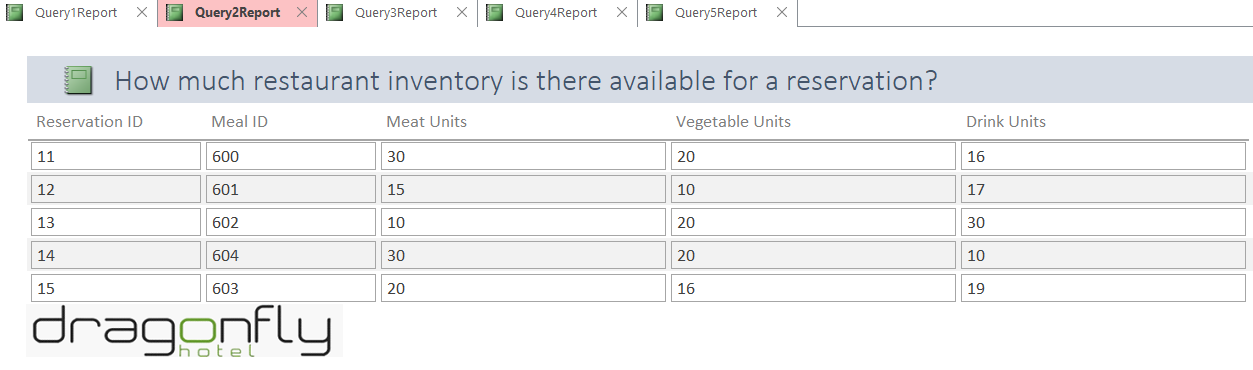 Query1Report Query2Report Query3Report Query4Report Query5Report
How much restaurant inventory is there available for a reservation?
Reservation ID Meal ID Meat Units Vegetable Units Drink Units
11 600 30 20 16
12 601 15 10 17
13 602 10 20 30
14 604 30 20 10
15 603 20 16 19
dragonfly
hotel